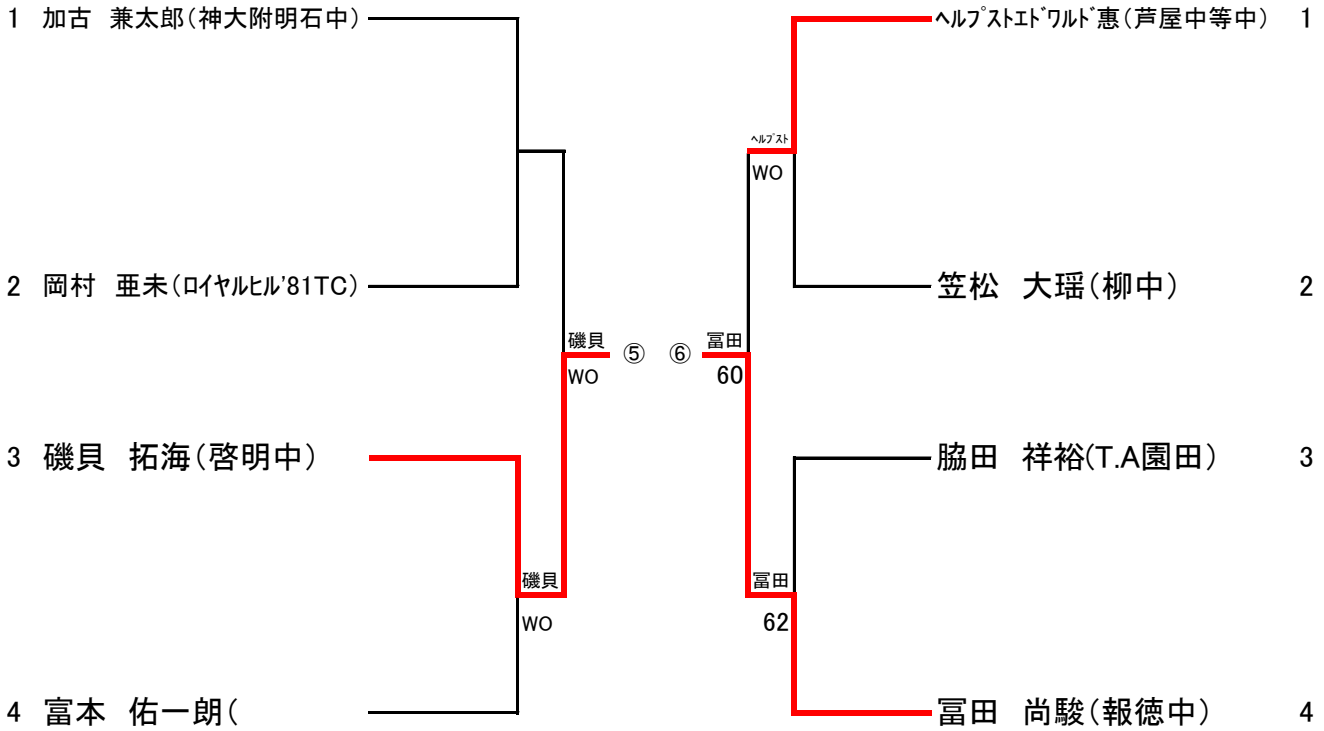 1 加古　兼太郎(神大附明石中)
ﾍﾙﾌﾟｽﾄｴﾄﾞﾜﾙﾄﾞ恵(芦屋中等中) 1
ﾍﾙﾌﾟｽﾄ
WO
2 岡村　亜未(ﾛｲﾔﾙﾋﾙ'81TC)
笠松　大瑶(柳中) 2
磯貝 ⑤ ⑥ 冨田
WO 60
3 磯貝　拓海(啓明中)
脇田　祥裕(T.A園田) 3
磯貝 冨田
WO 62
4 富本　佑一朗(
冨田　尚駿(報徳中) 4